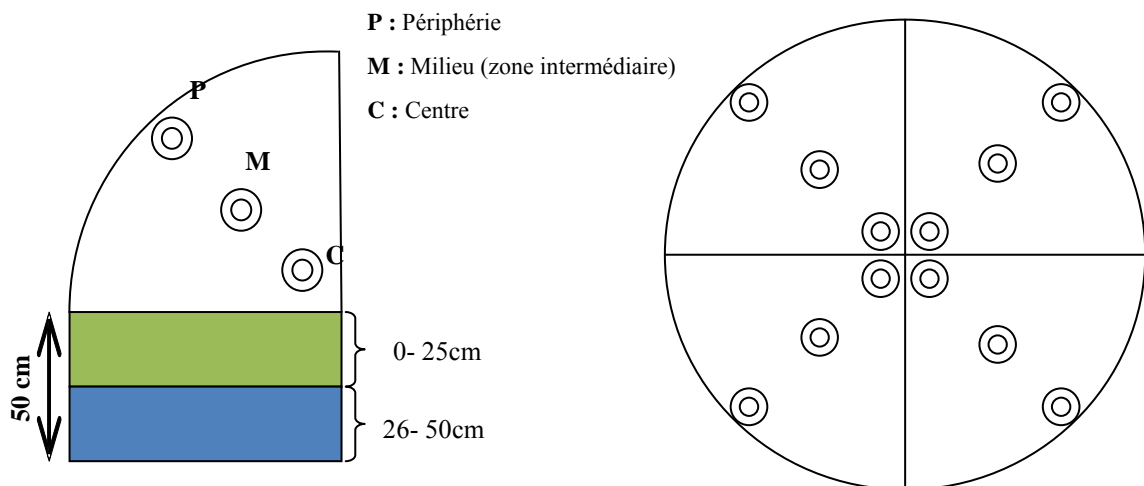 P : Périphérie
M : Milieu (zone intermédiaire)
C : Centre
P
M
C
50 cm
0- 25cm
26- 50cm